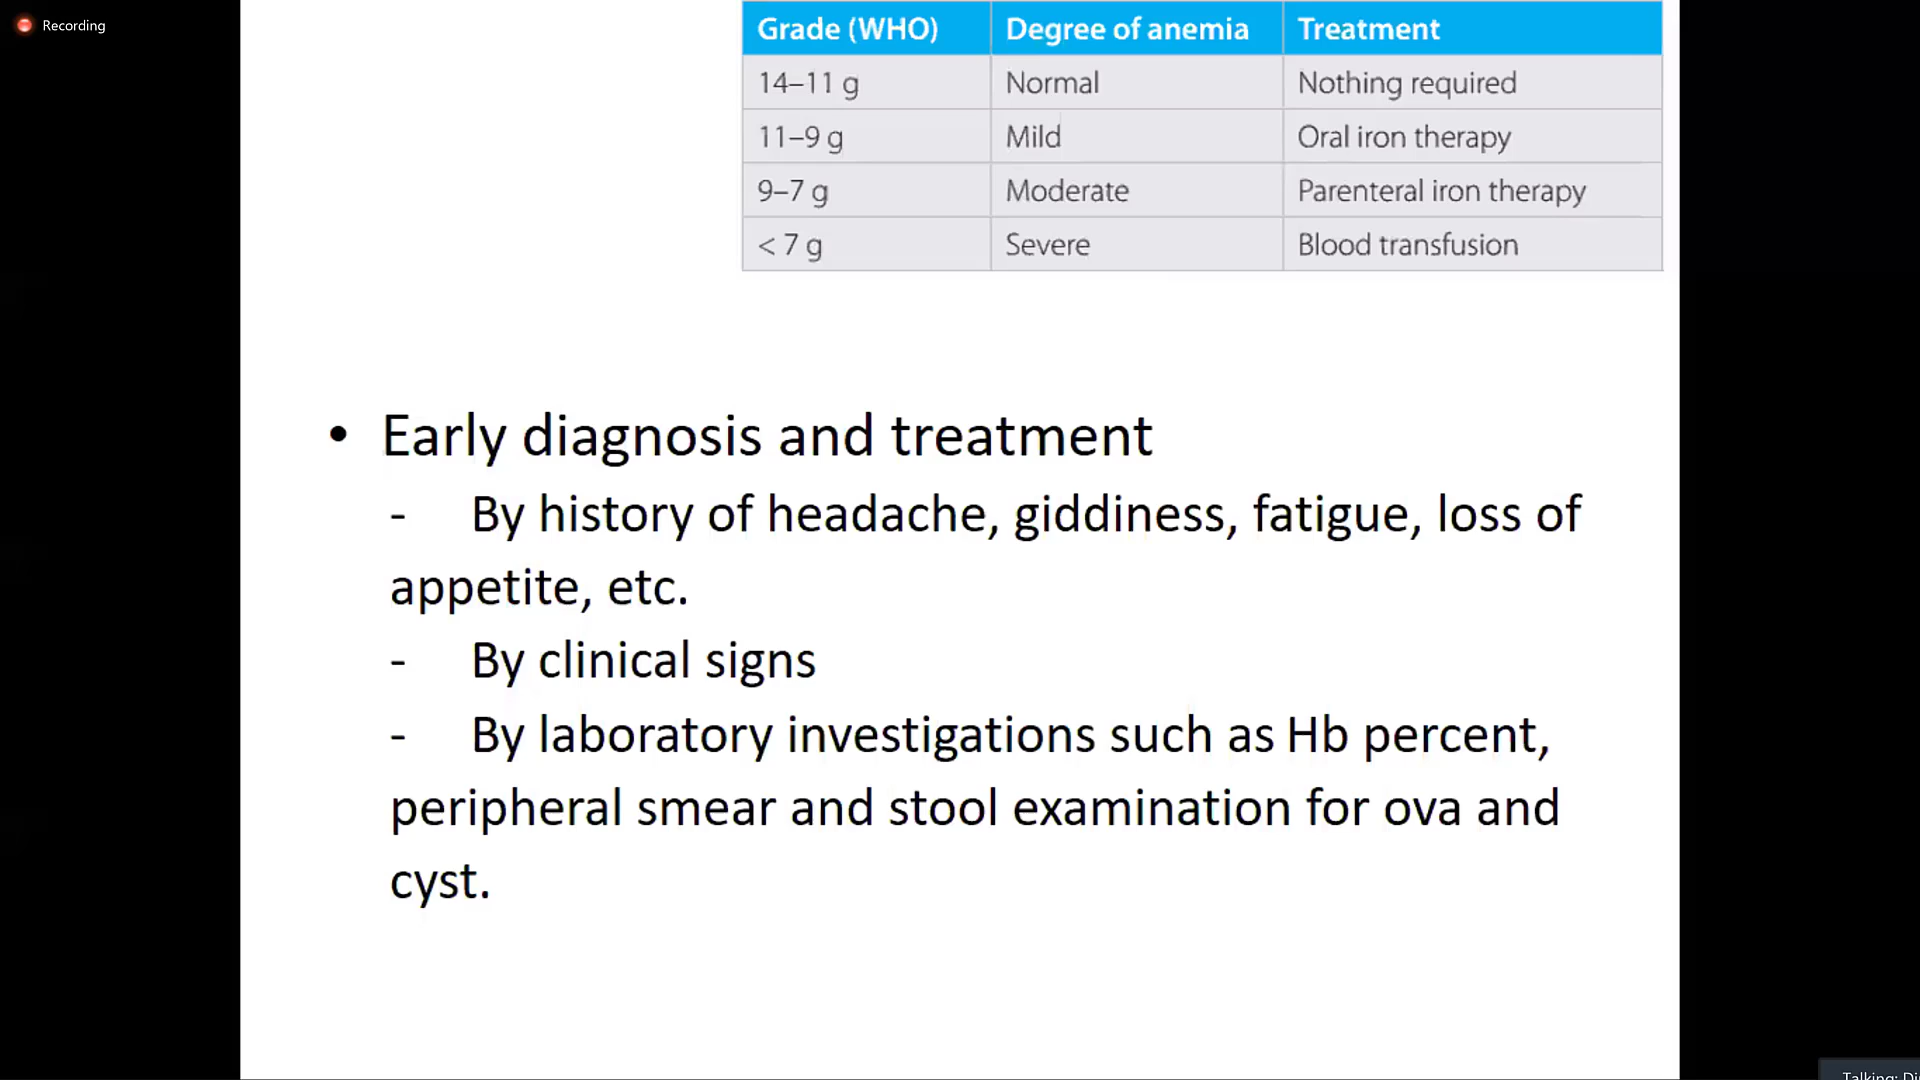 Recording
Grade (WHO) Degree of anemia Treatment
14–11 g Normal Nothing required
11–9 g Mild Oral iron therapy
9–7 g Moderate Parenteral iron therapy
< 7 g Severe Blood transfusion
• Early diagnosis and treatment
- By history of headache, giddiness, fatigue, loss of
appetite, etc.
- By clinical signs
- By laboratory investigations such as Hb percent,
peripheral smear and stool examination for ova and
cyst.
Talking: